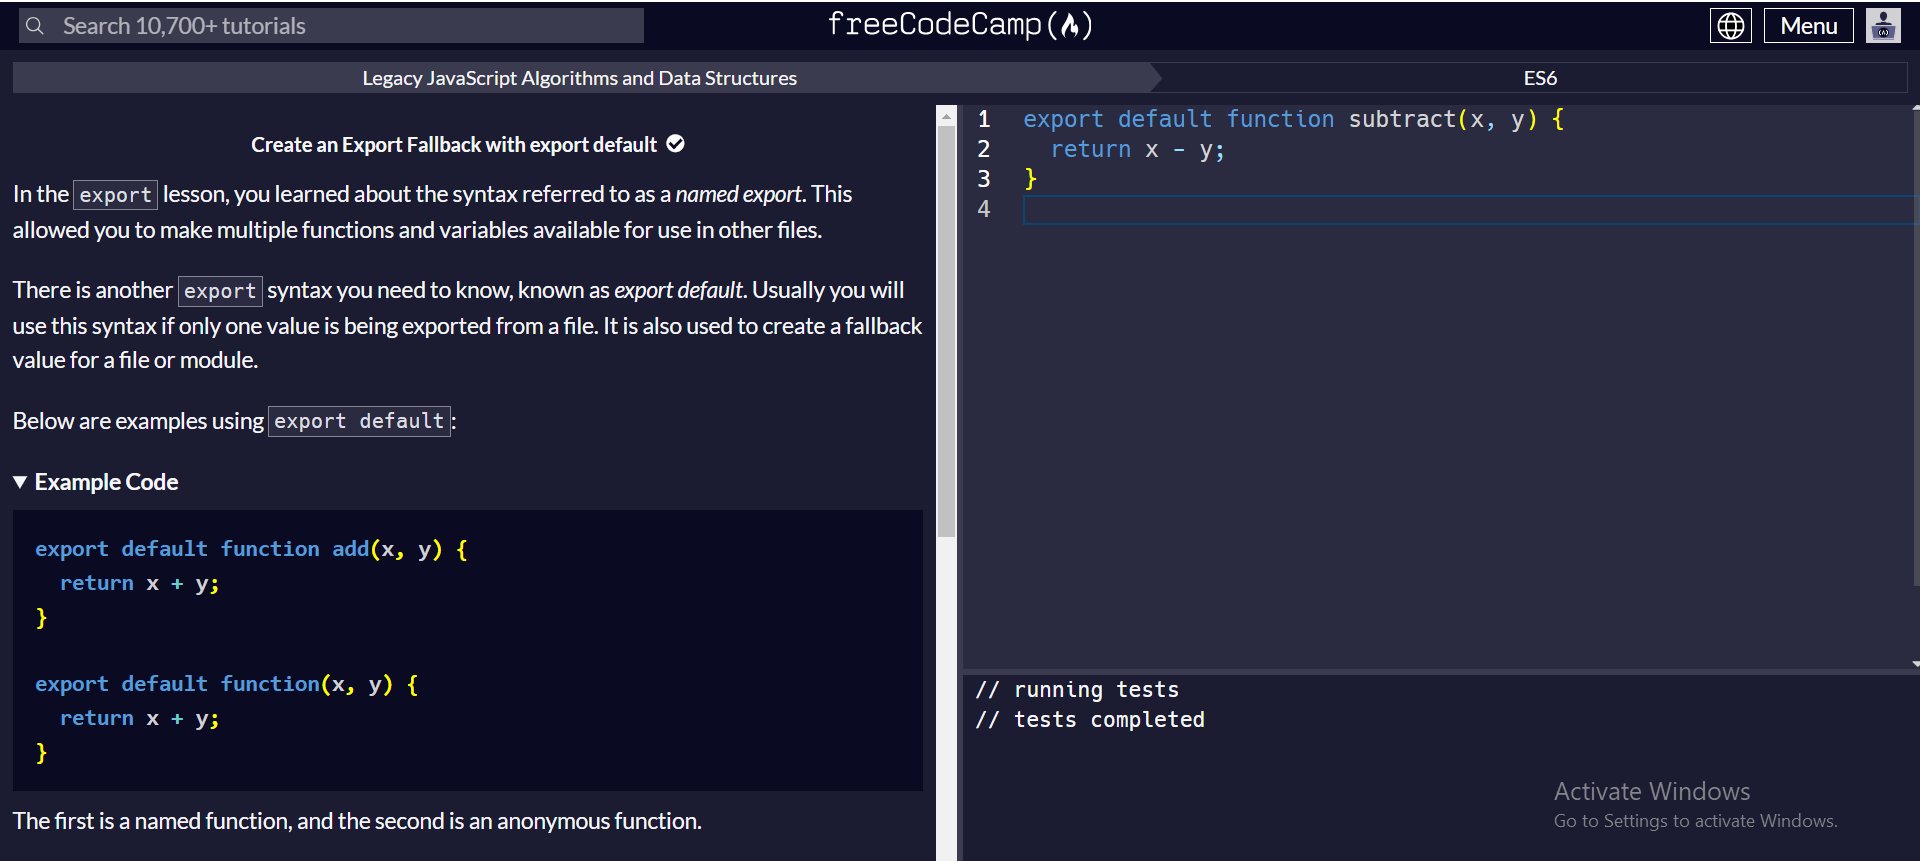 Search 10,700+ tutorials
freeCodeCamp(🔥)
Menu
Legacy JavaScript Algorithms and Data Structures
ES6
Create an Export Fallback with export default
In the export lesson, you learned about the syntax referred to as a named export. This
allowed you to make multiple functions and variables available for use in other files.
There is another export syntax you need to know, known as export default. Usually you will
use this syntax if only one value is being exported from a file. It is also used to create a fallback
value for a file or module.
Below are examples using export default:
▼ Example Code
export default function add(x, y) {
  return x + y;
}
export default function(x, y) {
  return x + y;
}
The first is a named function, and the second is an anonymous function.
1 export default function subtract(x, y) {
2   return x - y;
3 }
4
// running tests
// tests completed
Activate Windows
Go to Settings to activate Windows.